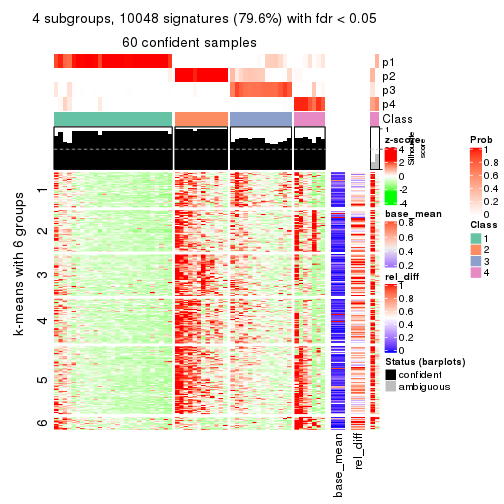 4 subgroups, 10048 signatures (79.6%) with fdr < 0.05
60 confident samples
p1
p2
p3
p4
Class
1
Silhouette
score
k-means with 6 groups
1
2
3
4
5
6
base_mean
rel_diff
z-score
4
2
0
-2
-4
base_mean
0.8
0.6
0.4
0.2
rel_diff
1
0.8
0.6
0.4
0.2
0
Status (barplots)
confident
ambiguous
Prob
1
0.8
0.6
0.4
0.2
0
Class
1
2
3
4